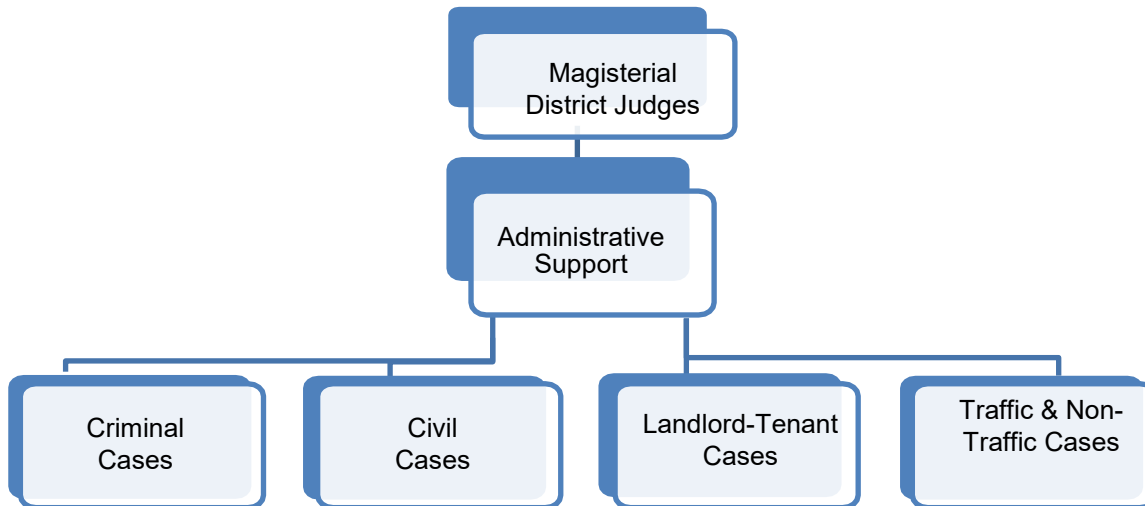 Magisterial
District Judges
Administrative
Support
Criminal
Cases
Civil
Cases
Landlord-Tenant
Cases
Traffic & Non-
Traffic Cases